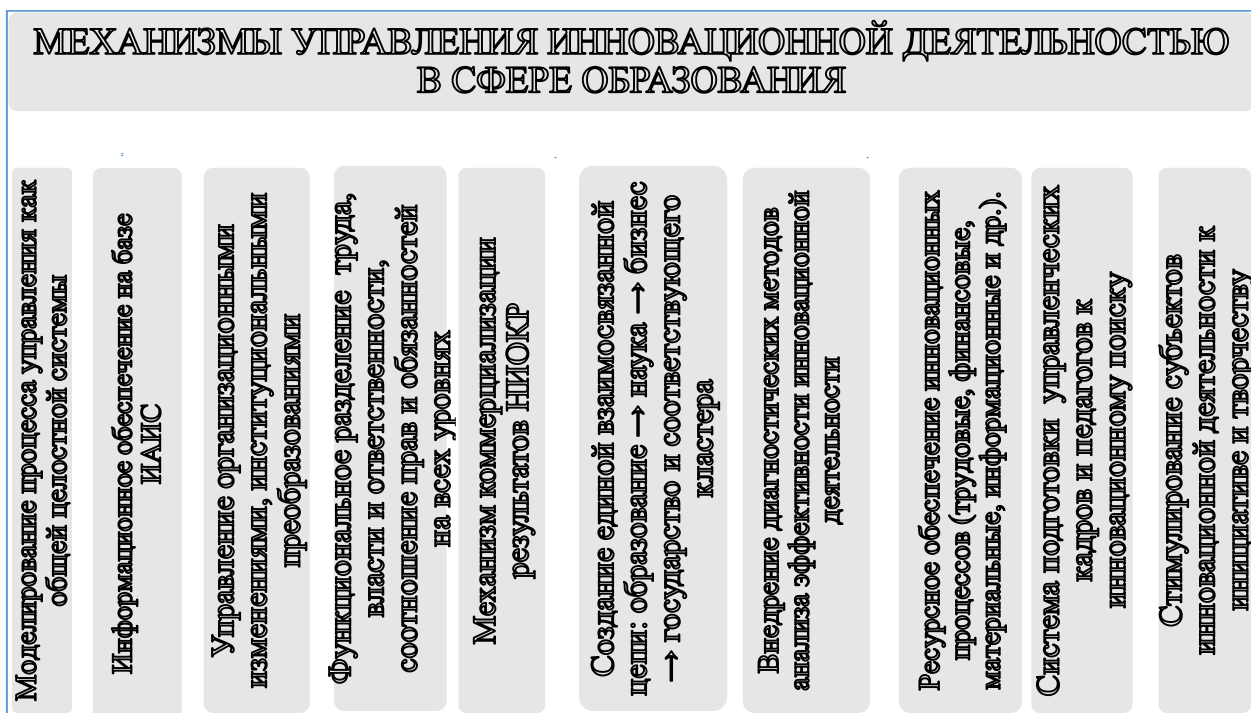 МЕХАНИЗМЫ УПРАВЛЕНИЯ ИННОВАЦИОННОЙ ДЕЯТЕЛЬНОСТЬЮ
В СФЕРЕ ОБРАЗОВАНИЯ
Моделирование процесса управления как
общей целостной системы
Информационное обеспечение на базе
ИАИС
Управление организационными
изменениями, институциональными
преобразованиями
Функциональное разделение труда,
власти и ответственности,
соотношение прав и обязанностей
на всех уровнях
Механизм коммерциализации
результатов НИОКР
Создание единой взаимосвязанной
цепи: образование → наука → бизнес
→ государство и соответствующего
кластера
Внедрение диагностических методов
анализа эффективности инновационной
деятельности
Ресурсное обеспечение инновационных
процессов (трудовые, финансовые,
материальные, информационные и др.).
Система подготовки управленческих
кадров и педагогов к
инновационному поиску
Стимулирование субъектов
инновационной деятельности к
инициативе и творчеству